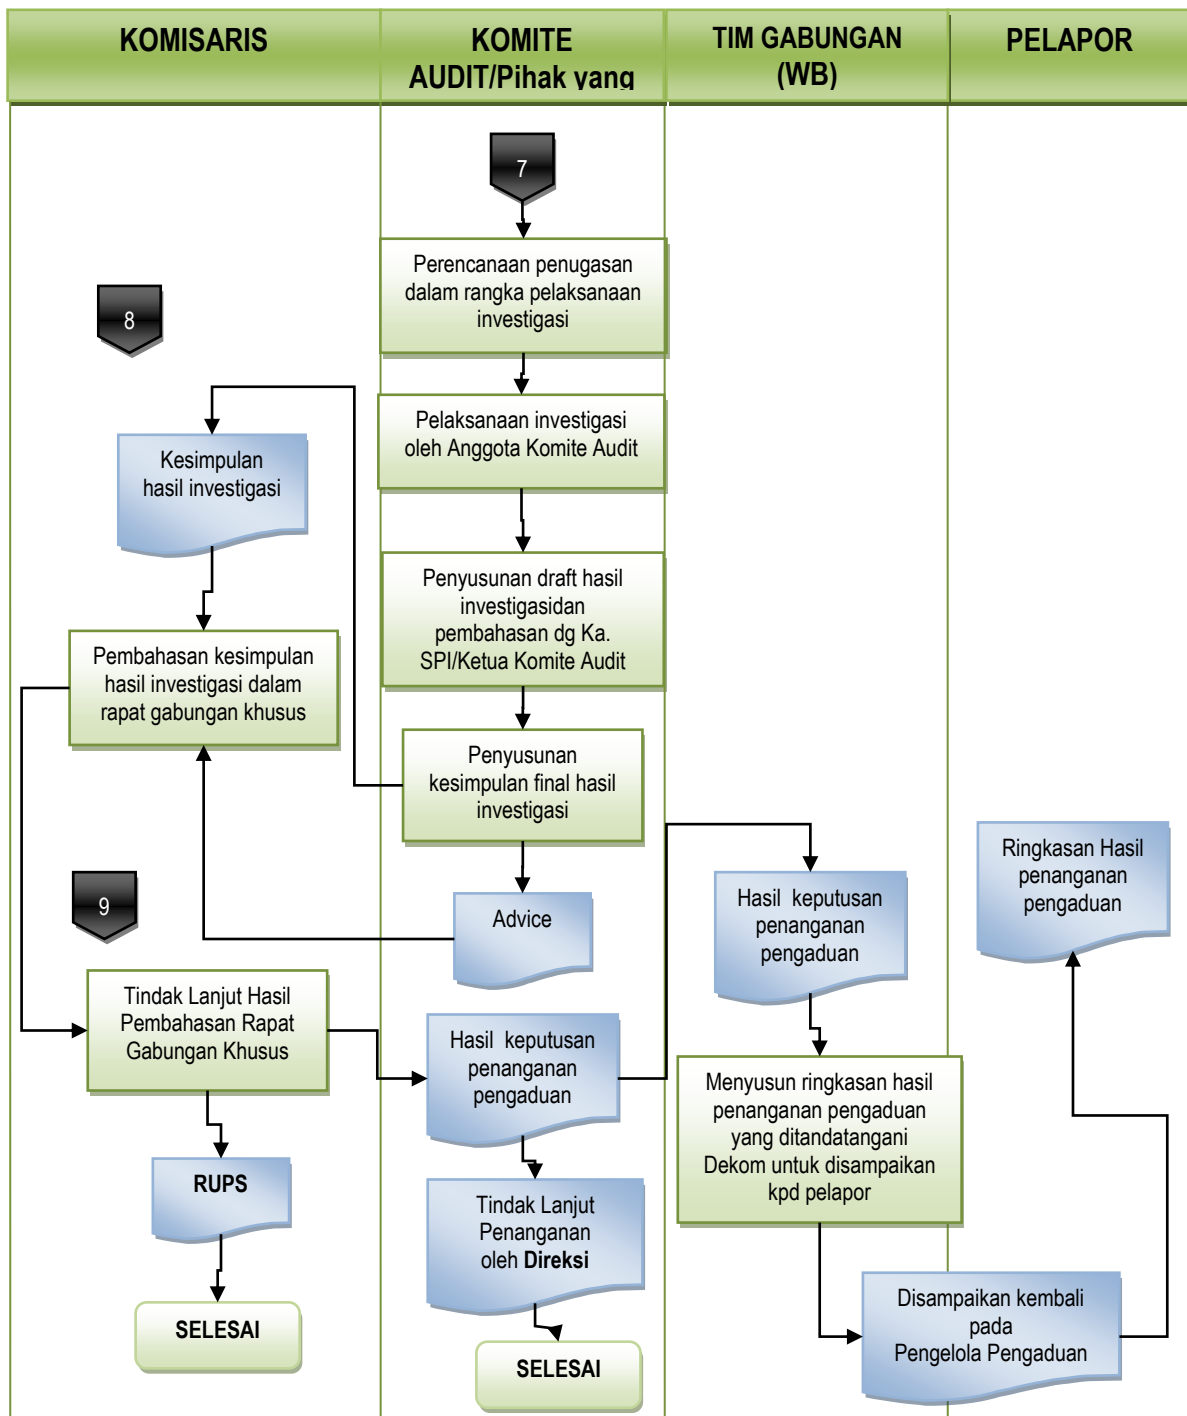 KOMISARIS
KOMITE
AUDIT/Pihak yang
TIM GABUNGAN
(WB)
PELAPOR
7
Perencanaan penugasan
dalam rangka pelaksanaan
investigasi
8
Pelaksanaan investigasi
oleh Anggota Komite Audit
Kesimpulan
hasil investigasi
Penyusunan draft hasil
investigasidan
pembahasan dg Ka.
SPI/Ketua Komite Audit
Pembahasan kesimpulan
hasil investigasi dalam
rapat gabungan khusus
Penyusunan
kesimpulan final hasil
investigasi
Advice
9
Tindak Lanjut Hasil
Pembahasan Rapat
Gabungan Khusus
Hasil keputusan
penanganan
pengaduan
Hasil keputusan
penanganan
pengaduan
Ringkasan Hasil
penanganan
pengaduan
Menyusun ringkasan hasil
penanganan pengaduan
yang ditandatangani
Dekom untuk disampaikan
kpd pelapor
RUPS
Tindak Lanjut
Penanganan
oleh Direksi
Disampaikan kembali
pada
Pengelola Pengaduan
SELESAI
SELESAI